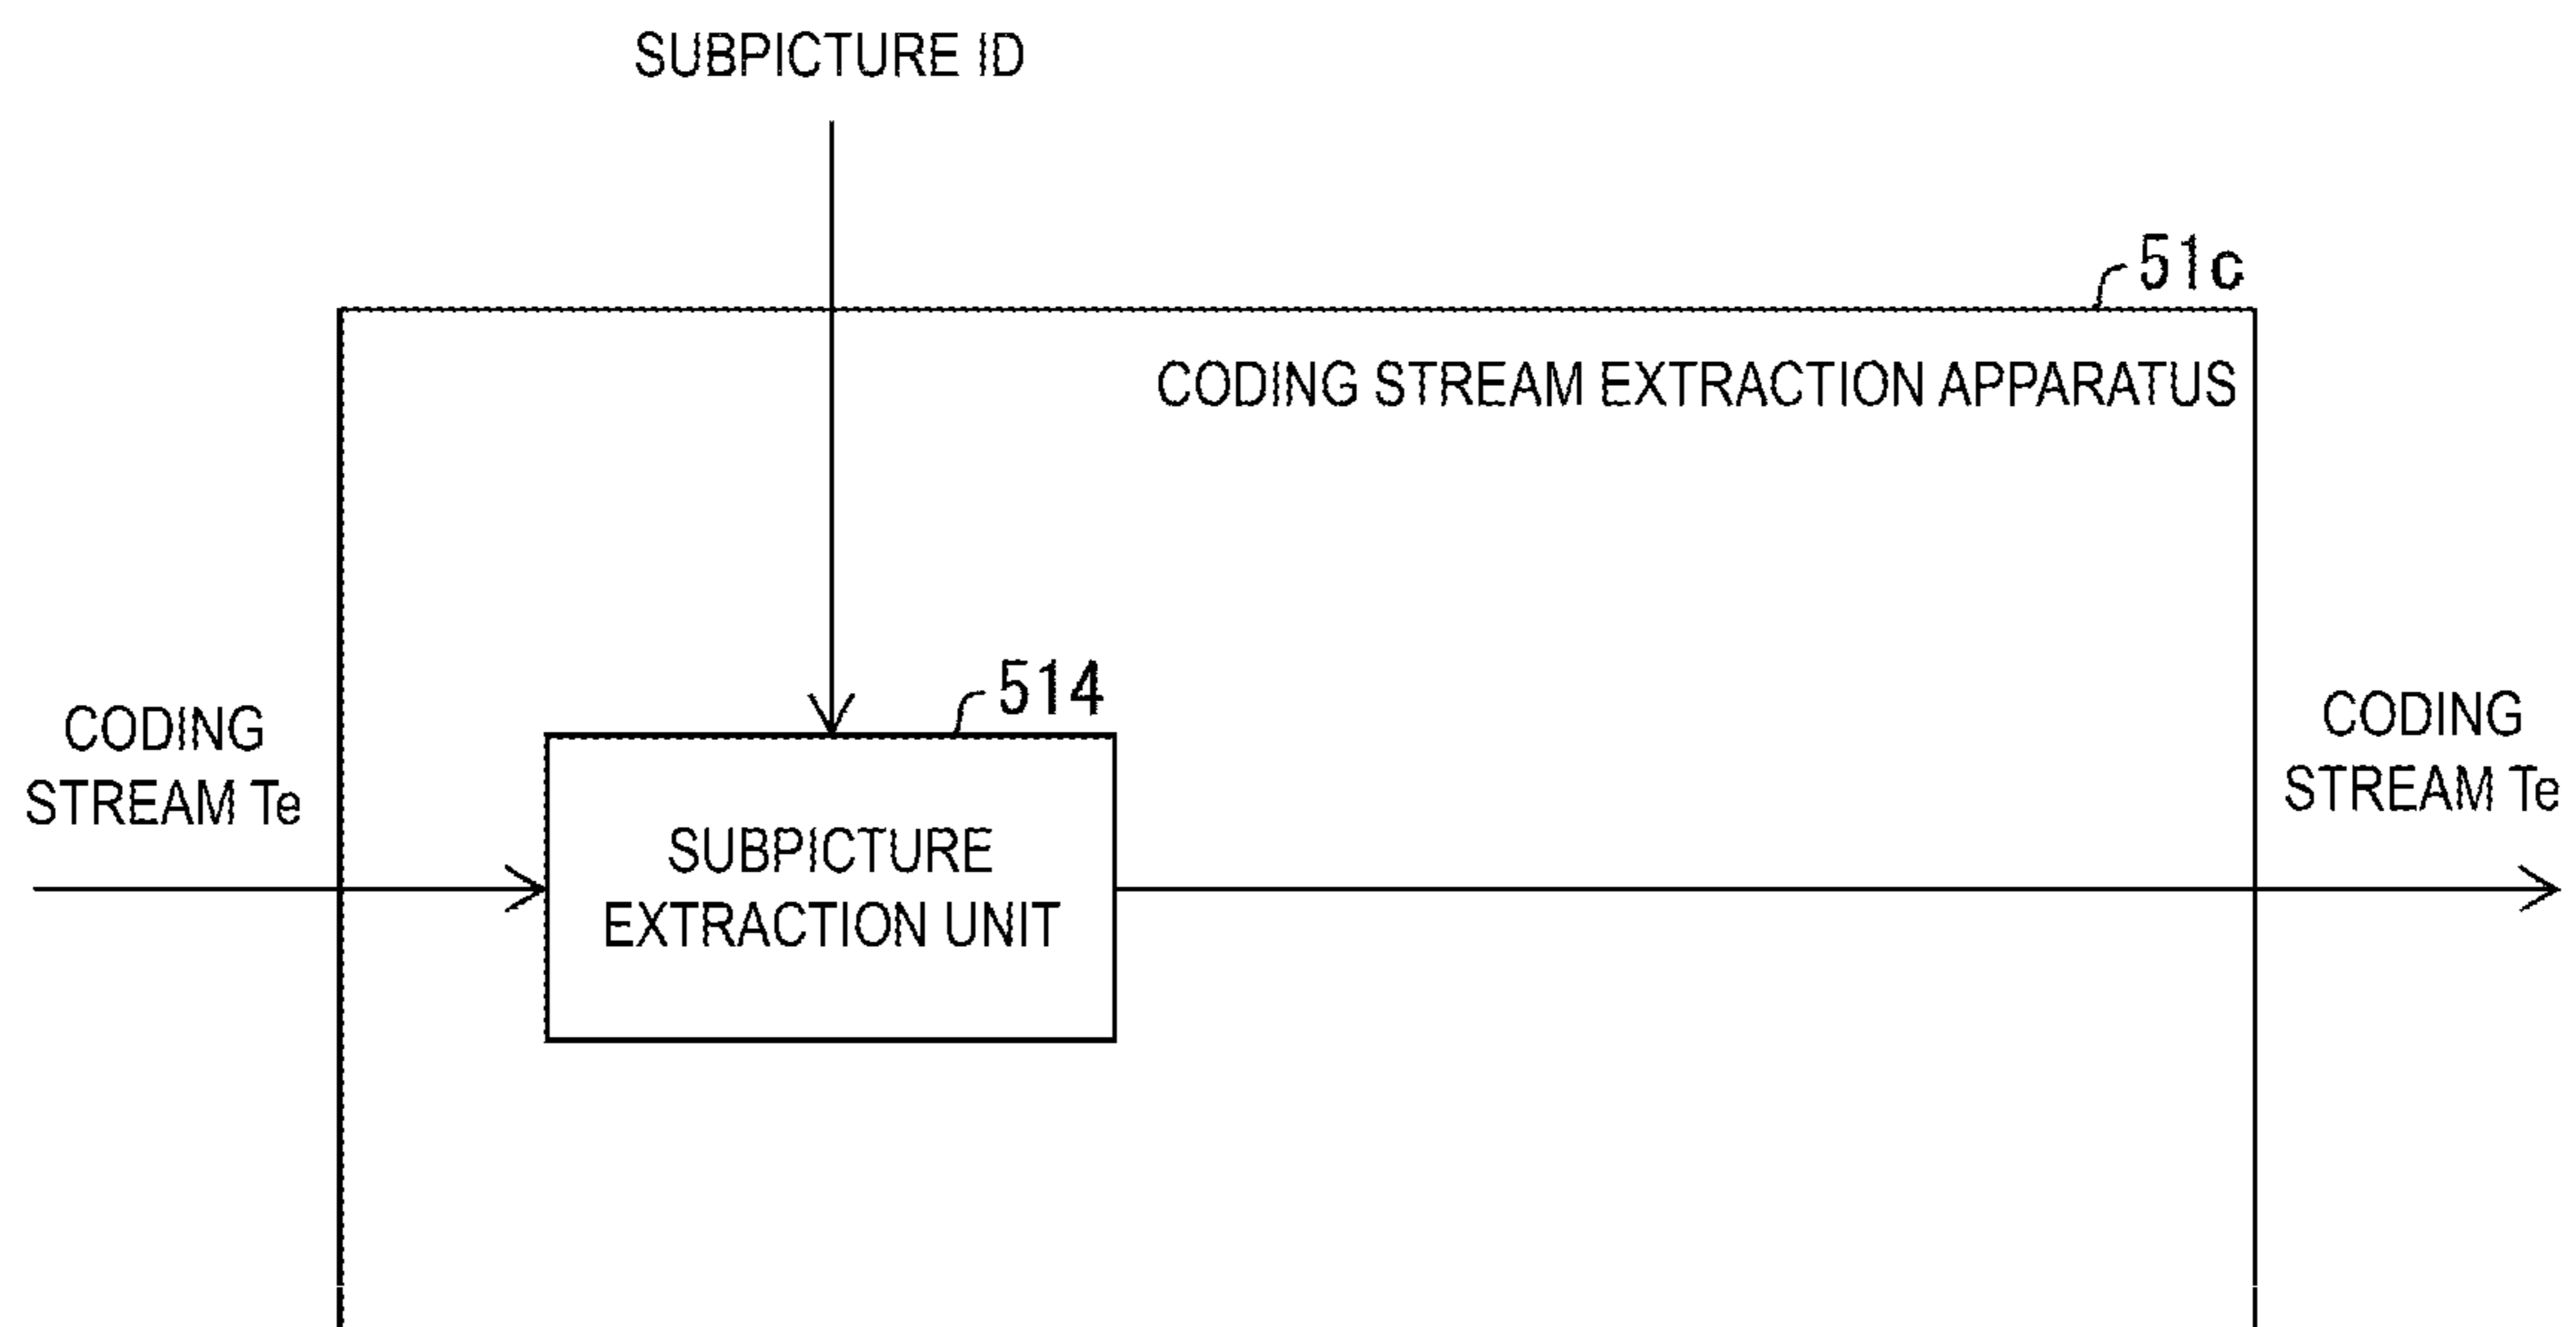 SUBPICTURE ID
51c
CODING STREAM EXTRACTION APPARATUS
514
CODING
STREAM Te
SUBPICTURE
EXTRACTION UNIT
CODING
STREAM Te